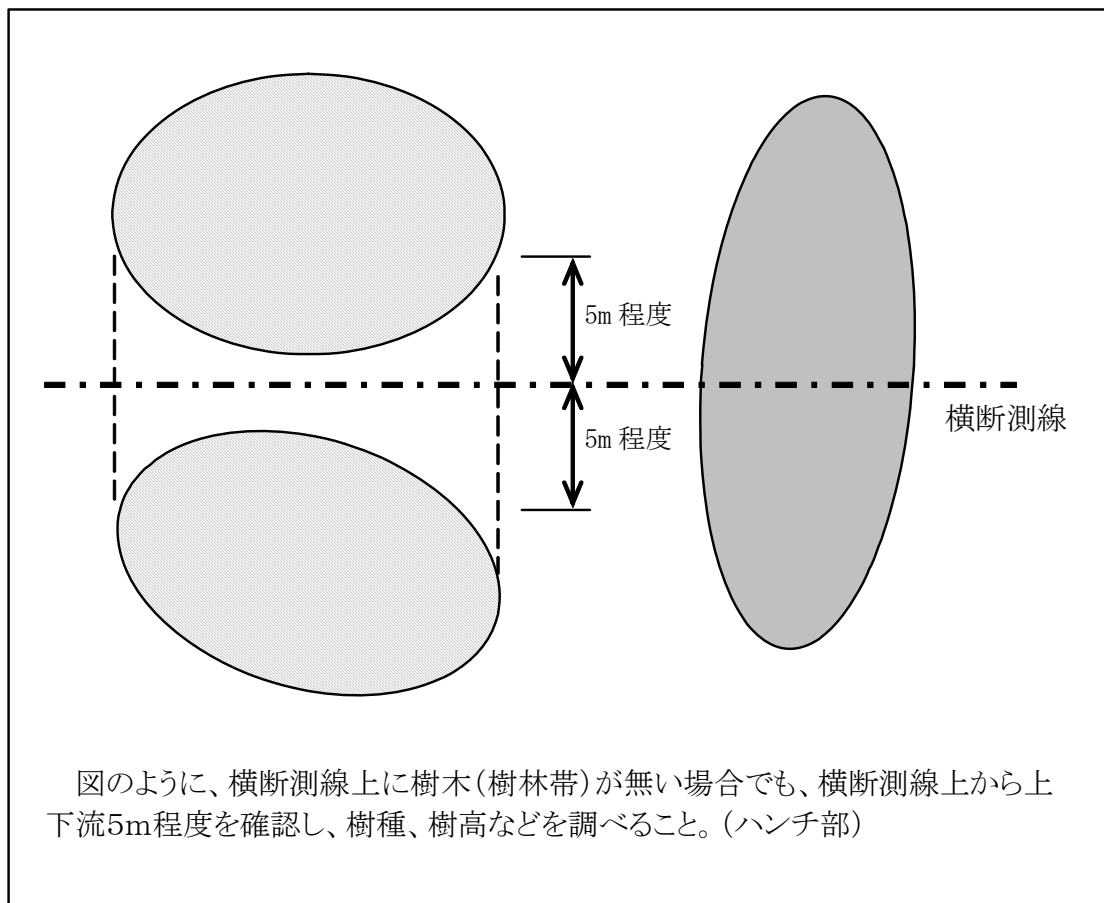 5m 程度
5m 程度
横断測線
図のように、横断測線上に樹木(樹林帯)が無い場合でも、横断測線上から上
下流5m程度を確認し、樹種、樹高などを調べること。(ハンチ部)